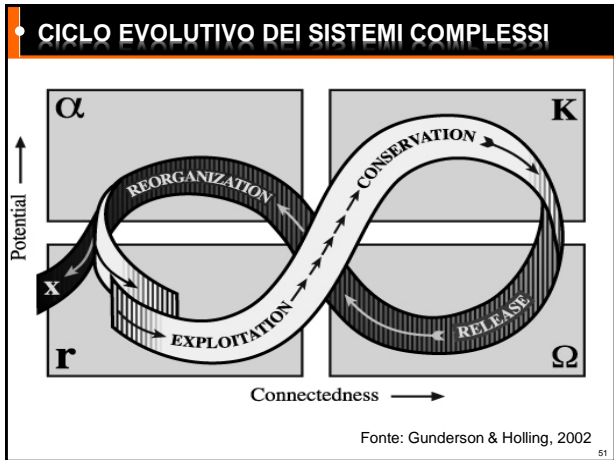 CICLO EVOLUTIVO DEI SISTEMI COMPLESSI
α
K
REORGANIZATION
CONSERVATION
Potential
x
EXPLOITATION
RELEASE
r
Ω
Connectedness
Fonte: Gunderson & Holling, 2002
51